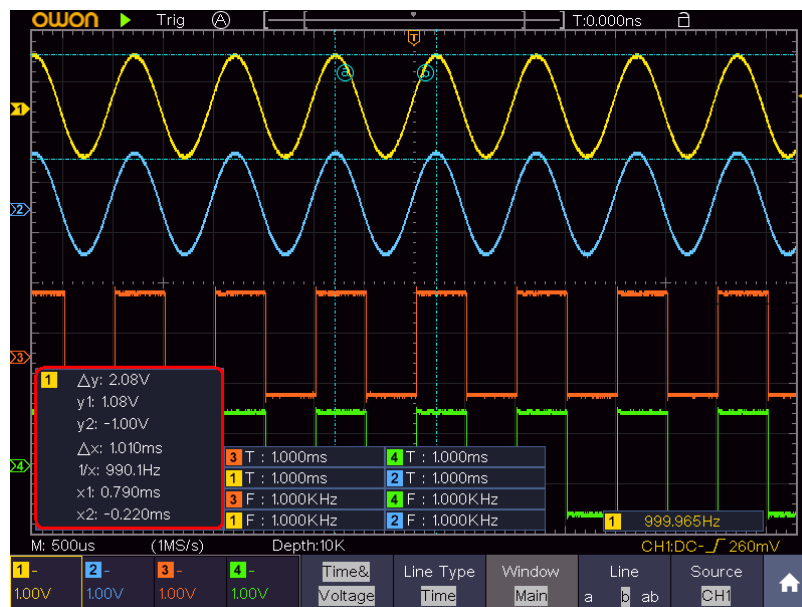 OWON Trig A T:0.000ns
T
a b
1
2
3
4
1 △y: 2.08V
y1: 1.08V
y2: -1.00V
△x: 1.010ms
1/x: 990.1Hz
x1: 0.790ms
x2: -0.220ms
3 T : 1.000ms 4 T : 1.000ms
1 T : 1.000ms 2 T : 1.000ms
3 F : 1.000KHz 4 F : 1.000KHz
1 F : 1.000KHz 2 F : 1.000KHz
1 999.965Hz
M: 500us (1MS/s) Depth:10K CH1:DC- 260mV
1 - 2 - 3 - 4 - Time& Line Type Window Line Source
1.00V 1.00V 1.00V 1.00V Voltage Time Main a b ab CH1